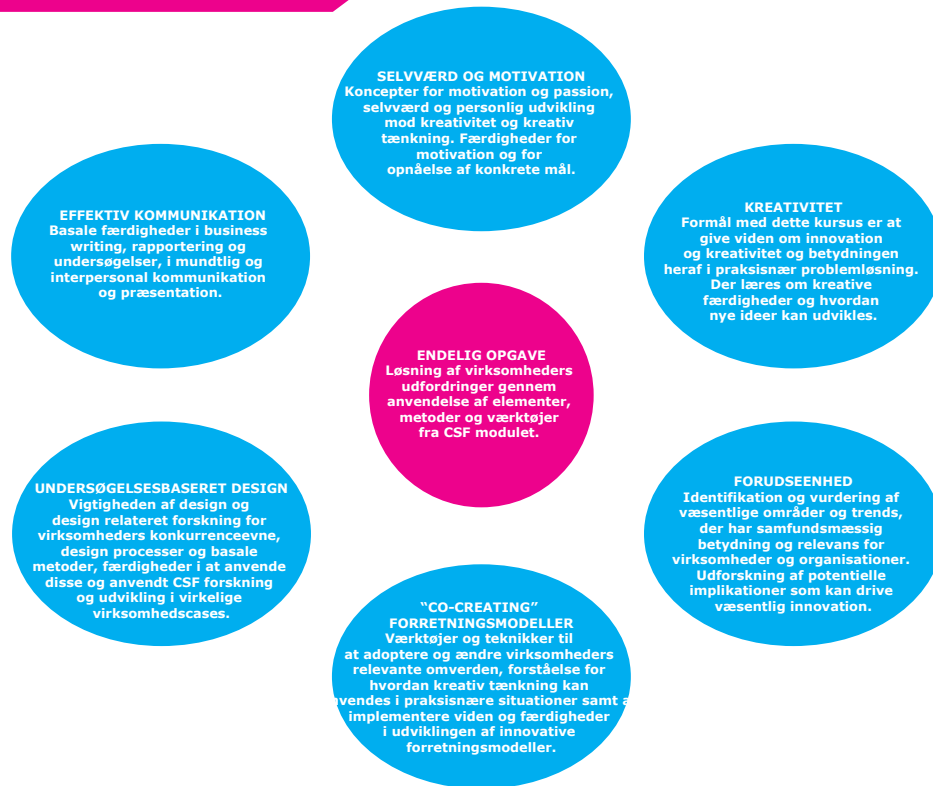 SELVVÆRD OG MOTIVATION
Koncepter for motivation og passion,
selvværd og personlig udvikling
mod kreativitet og kreativ
tænkning. Færdigheder for
motivation og for
opnåelse af konkrete mål.
EFFEKTIV KOMMUNIKATION
Basale færdigheder i business
writing, rapportering og
undersøgelser, i mundtlig og
interpersonal kommunikation
og præsentation.
KREATIVITET
Formål med dette kursus er at
give viden om innovation
og kreativitet og betydningen
heraf i praksisnær problemløsning.
Der læres om kreative
færdigheder og hvordan
nye ideer kan udvikles.
ENDELIG OPGAVE
Løsning af virksomheders
udfordringer gennem
anvendelse af elementer,
metoder og værktøjer
fra CSF modulet.
UNDERSØGELSESBASERET DESIGN
Vigtigheden af design og
design relateret forskning for
virksomheders konkurrenceevne,
design processer og basale
metoder, færdigheder i at anvende
disse og anvendt CSF forskning
og udvikling i virkelige
virksomhedscases.
FORUDSEENHED
Identifikation og vurdering af
væsentlige områder og trends,
der har samfundsmæssig
betydning og relevans for
virksomheder og organisationer.
Udforskning af potentielle
implikationer som kan drive
væsentlig innovation.
“CO-CREATING”
FORRETNINGSMODELLER
Værktøjer og teknikker til
at adoptere og ændre virksomheders
relevante omverden, forståelse for
hvordan kreativ tænkning kan
i praksisnære situationer samt
implementere viden og færdigheder
i udviklingen af innovative
forretningsmodeller.